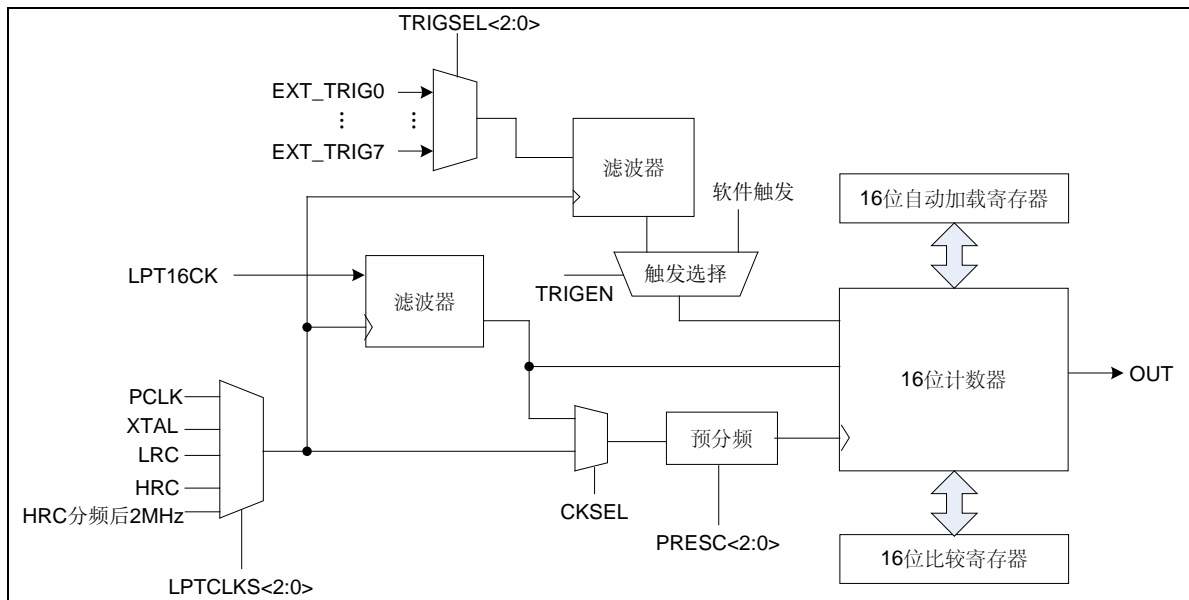 TRIGSEL<2:0>
EXT_TRIG0
⋮ ⋮
EXT_TRIG7
滤波器
软件触发
16位自动加载寄存器
LPT16CK
滤波器
触发选择
TRIGEN
16位计数器
OUT
PCLK
XTAL
LRC
HRC
HRC分频后2MHz
预分频
CKSEL
PRESC<2:0>
16位比较寄存器
LPTCLKS<2:0>